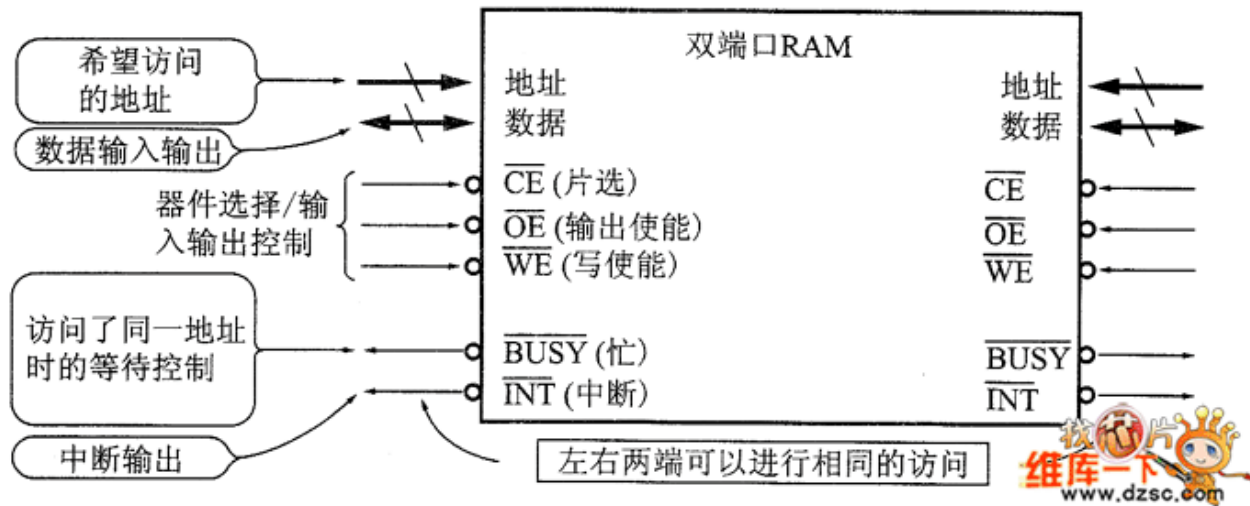 双端口RAM
希望访问
的地址
数据输入输出
器件选择/输
入输出控制
访问了同一地址
时的等待控制
中断输出
地址
数据
CE (片选)
OE (输出使能)
WE (写使能)
BUSY (忙)
INT (中断)
地址
数据
CE
OE
WE
BUSY
INT
左右两端可以进行相同的访问
找芯片
维库一下
www.dzsc.com